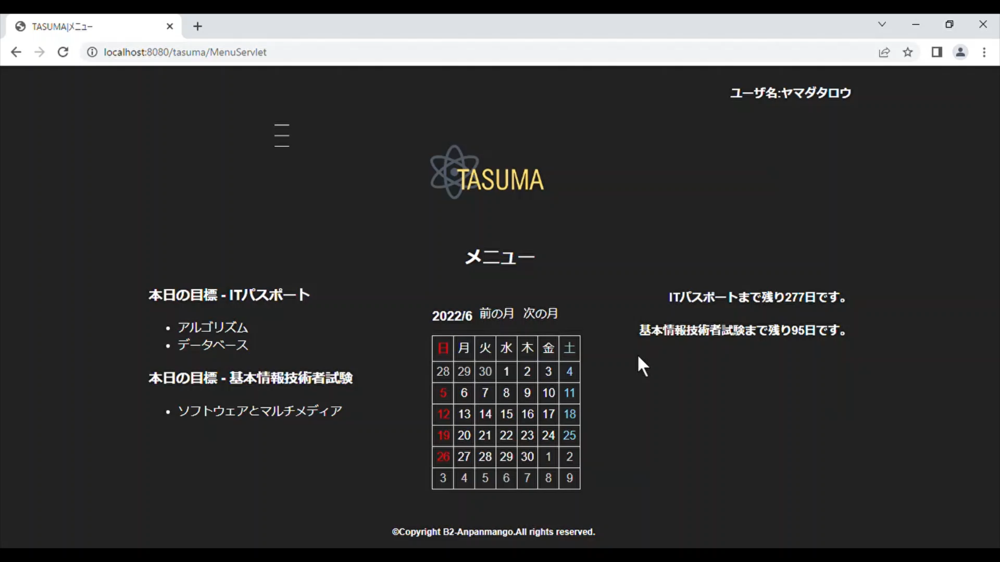 TASUMA|メニュー
localhost:8080/tasuma/MenuServlet
ユーザ名:ヤマダタロウ
TASUMA
メニュー
本日の目標 - ITパスポート
アルゴリズム
データベース
本日の目標 - 基本情報技術者試験
ソフトウェアとマルチメディア
2022/6 前の月 次の月
日 月 火 水 木 金 土
28 29 30 1 2 3 4
5 6 7 8 9 10 11
12 13 14 15 16 17 18
19 20 21 22 23 24 25
26 27 28 29 30 1 2
3 4 5 6 7 8 9
ITパスポートまで残り277日です。
基本情報技術者試験まで残り95日です。
©Copyright B2-Anpanmango.All rights reserved.